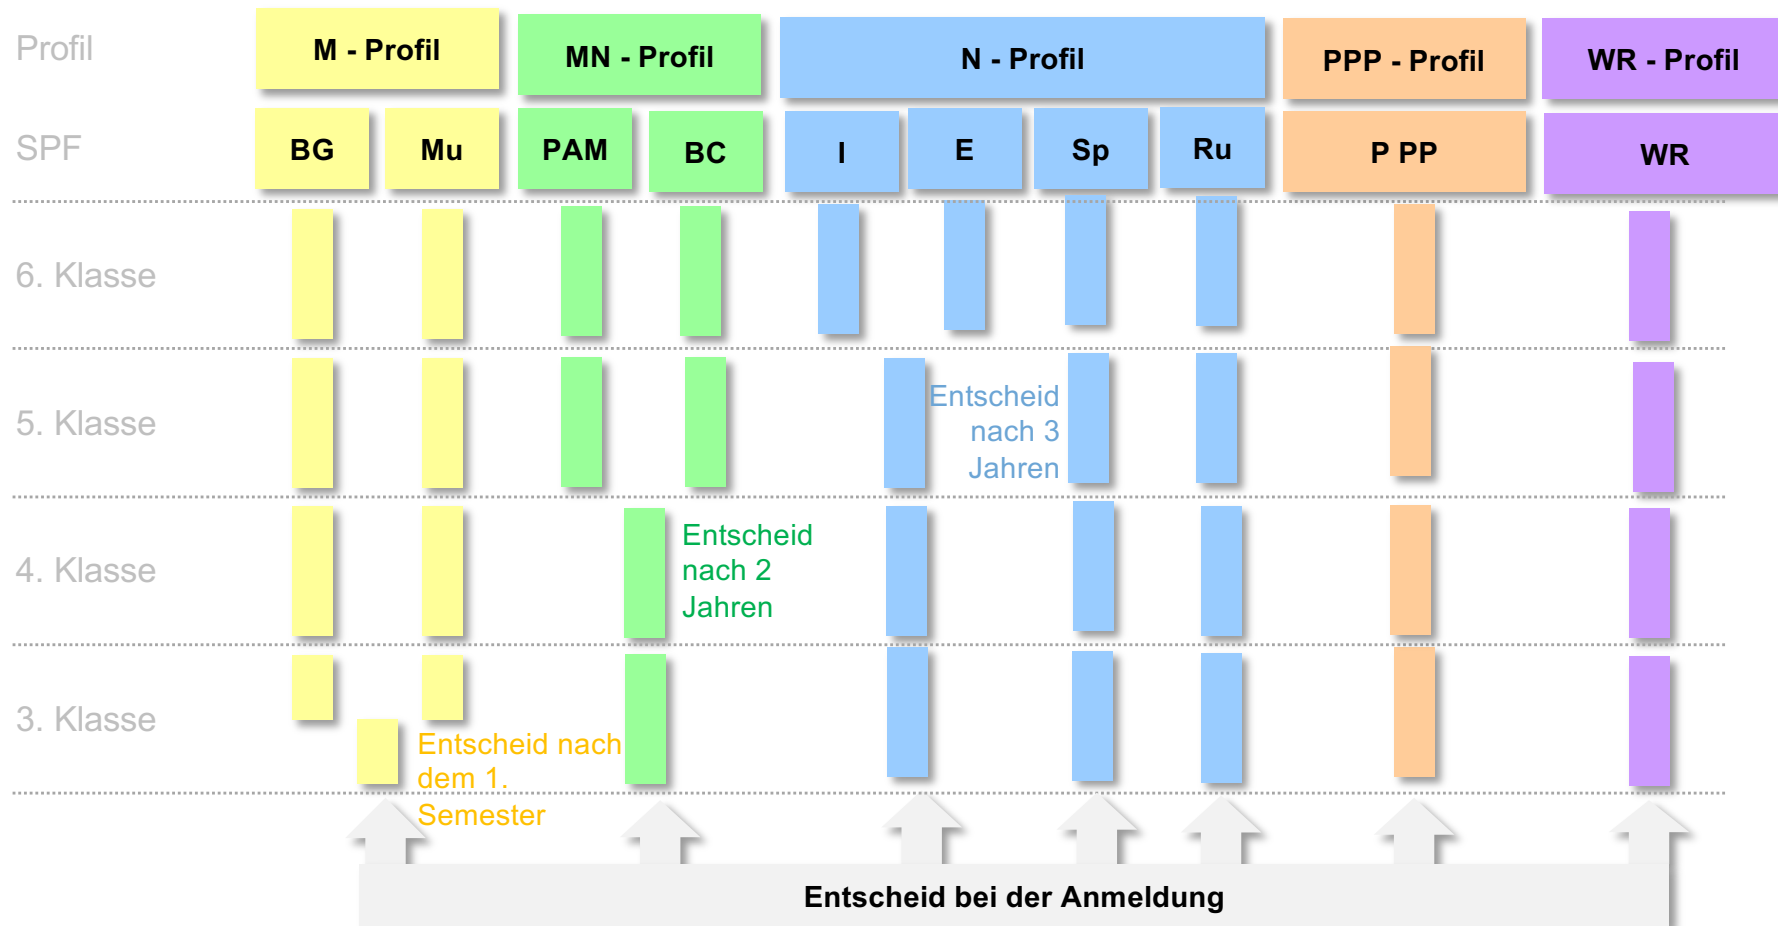 Profil
M - Profil
MN - Profil
N - Profil
PPP - Profil
WR - Profil
SPF
BG
Mu
PAM
BC
I
E
Sp
Ru
P PP
WR
6. Klasse
5. Klasse
Entscheid
nach 3
Jahren
4. Klasse
Entscheid
nach 2
Jahren
3. Klasse
Entscheid nach
dem 1.
Semester
Entscheid bei der Anmeldung